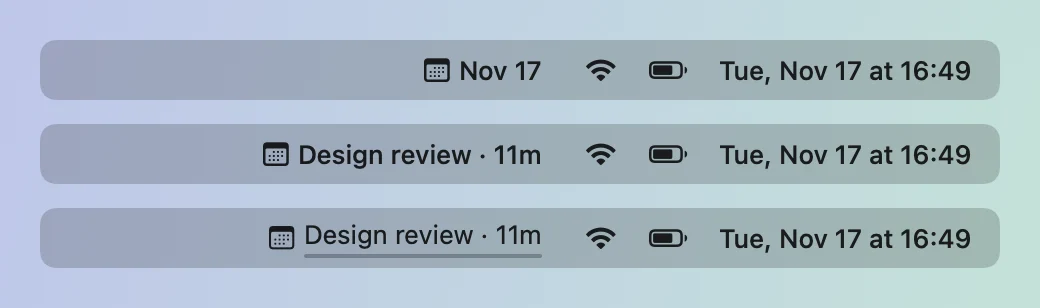 Nov 17 Tue, Nov 17 at 16:49
Design review · 11m Tue, Nov 17 at 16:49
Design review · 11m Tue, Nov 17 at 16:49